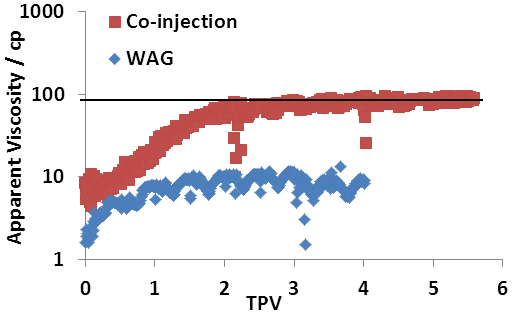 1000
100
10
1
Apparent Viscosity / cp
Co-injection
WAG
0 1 2 3 4 5 6
TPV